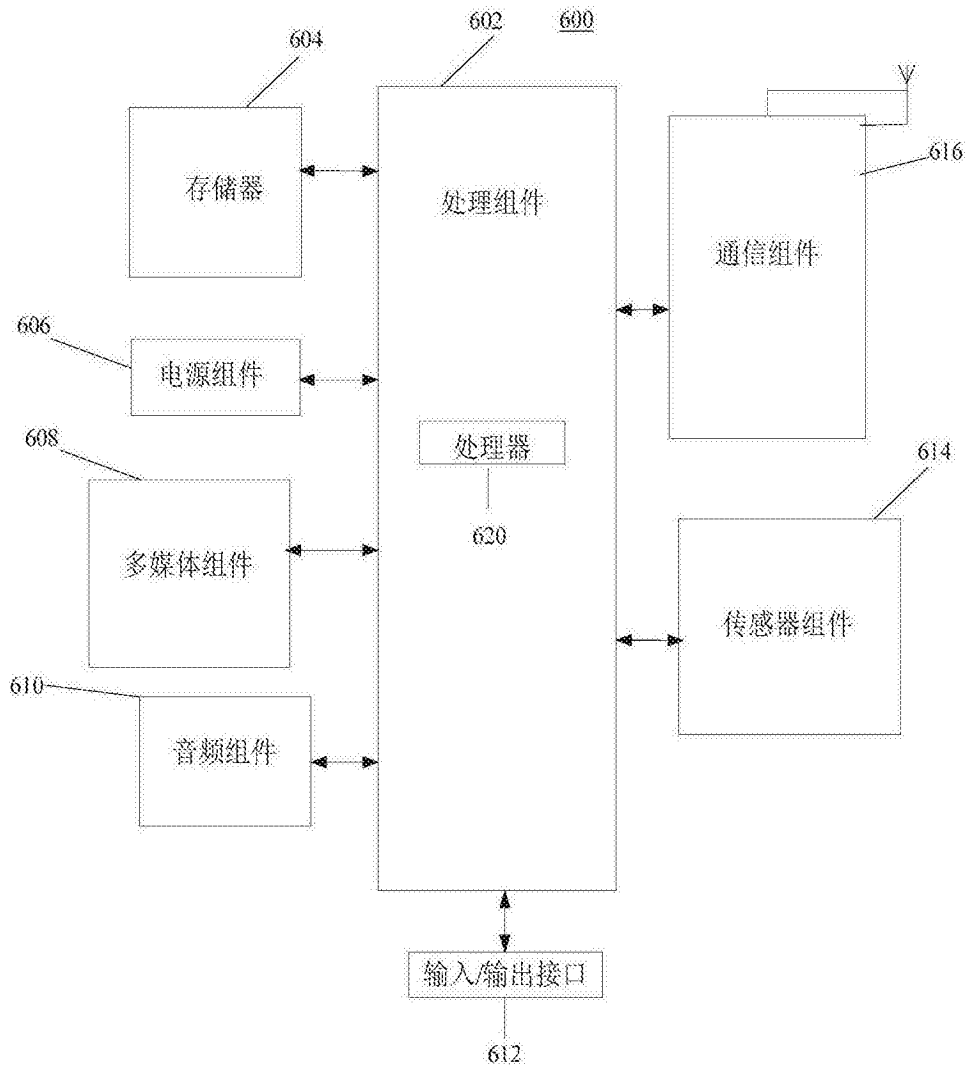 600
602
604
存储器
处理组件
616
通信组件
606
电源组件
608
处理器
620
614
多媒体组件
传感器组件
610
音频组件
输入/输出接口
612